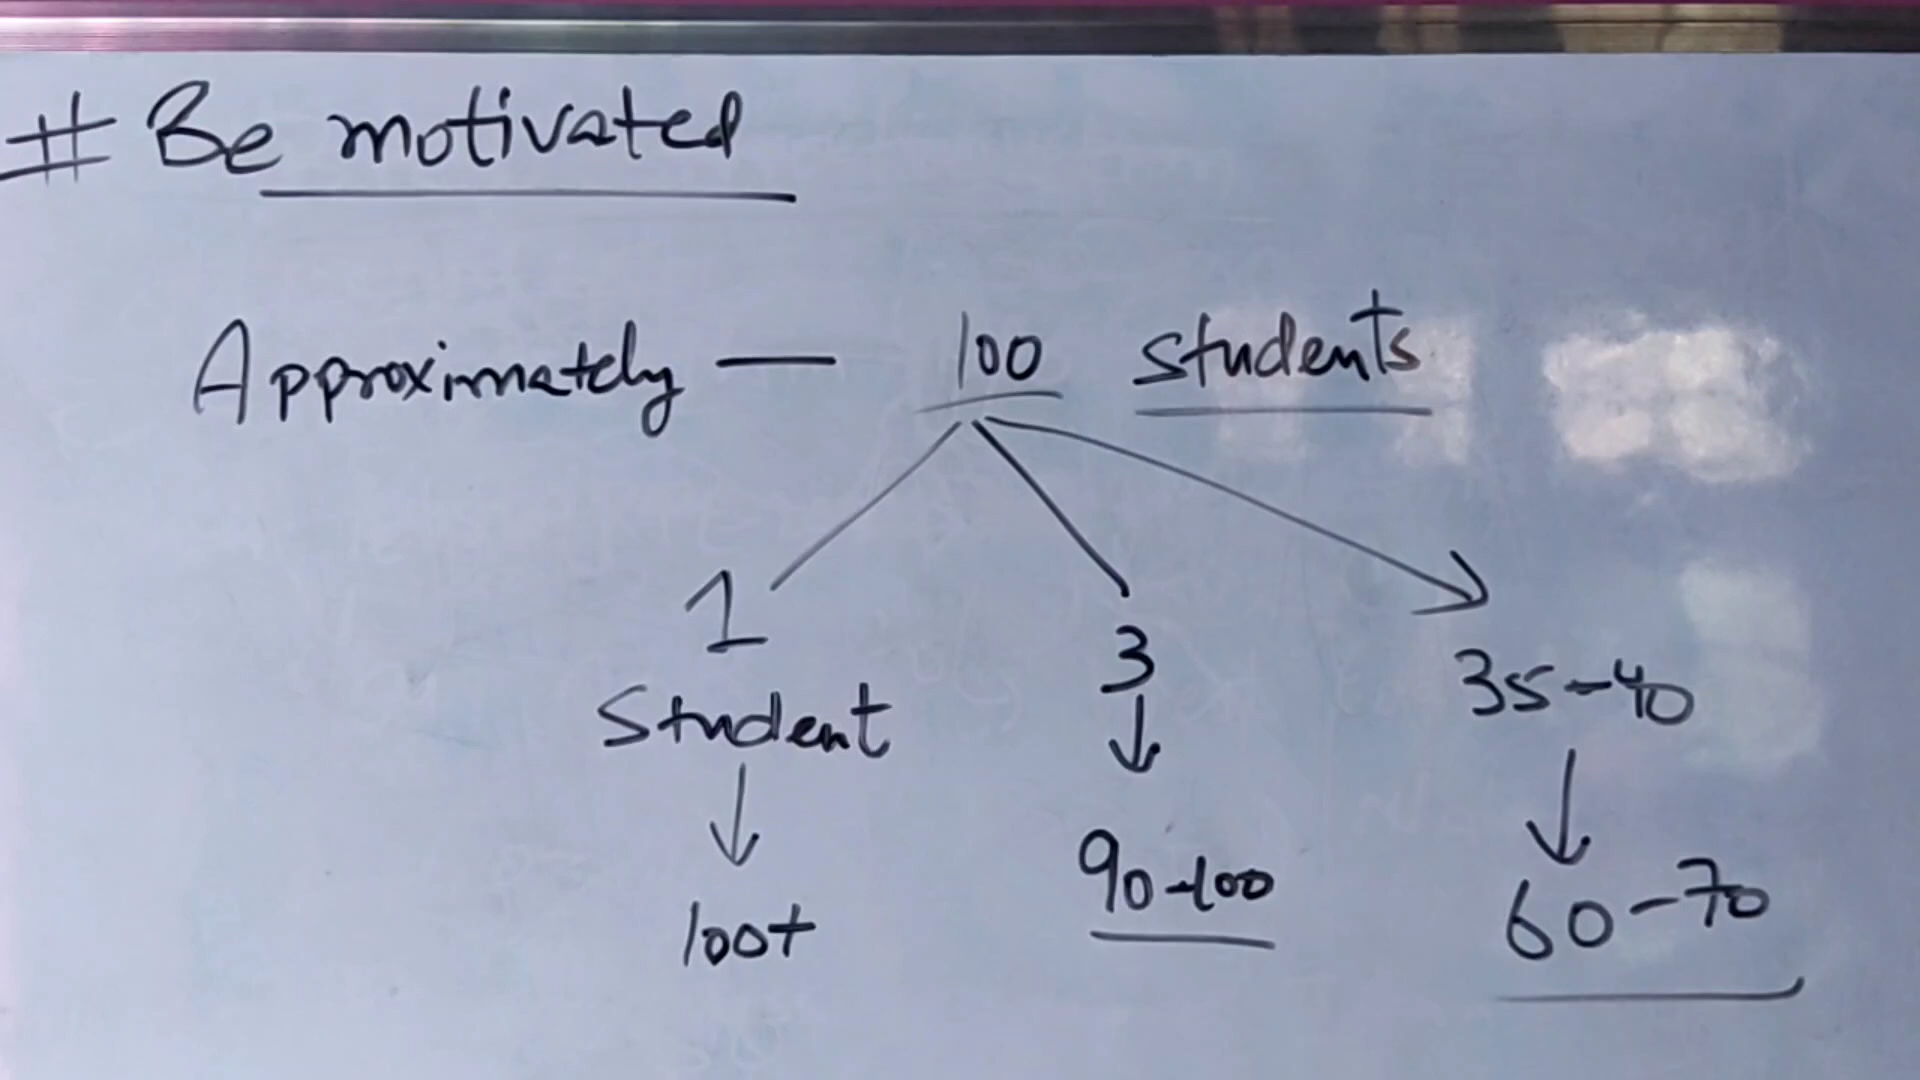 # Be motivated
Approximately — 100 students
1 3 35-40
Student
↓ ↓ ↓
100+ 90-100 60-70